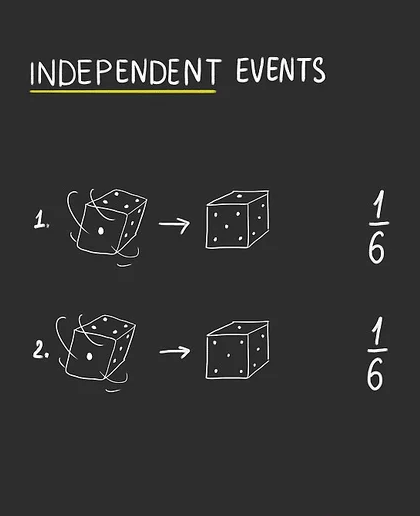 INDEPENDENT EVENTS
1. → 1/6
2. → 1/6